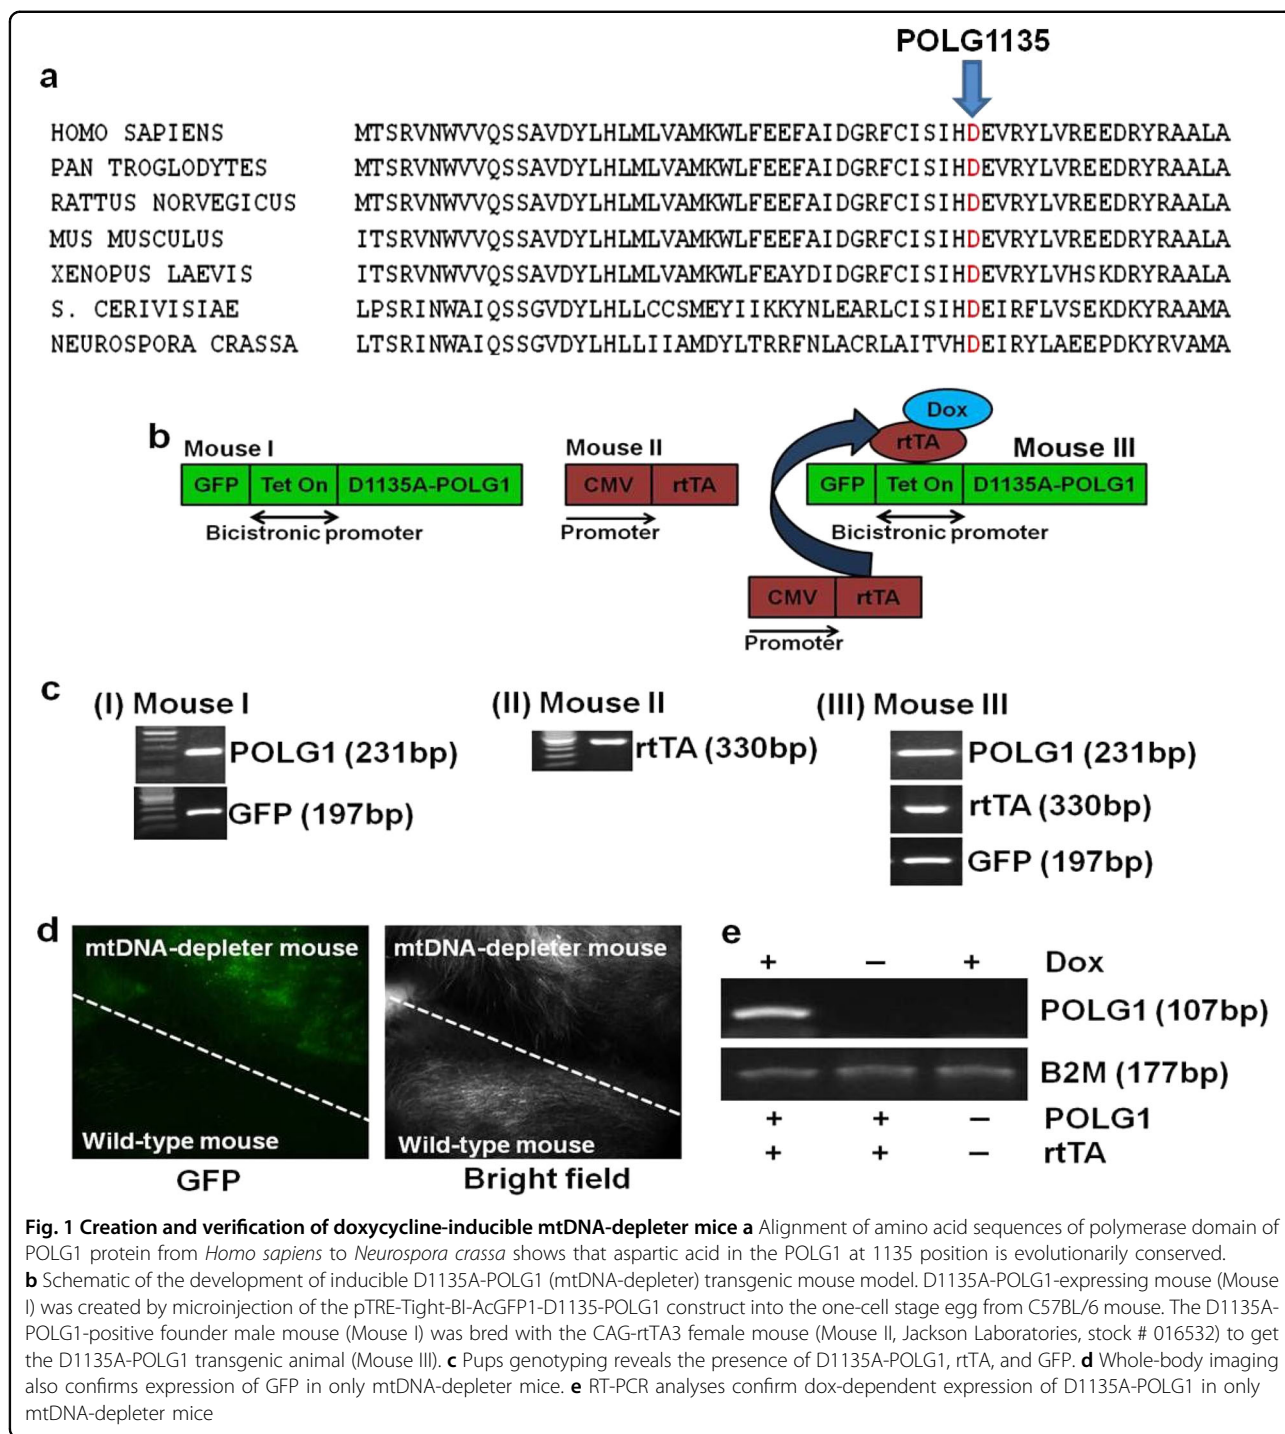 POLG1135
a
HOMO SAPIENS MTSRVNWVVQSSAVDYLHLMLVAMKWLFEEFAIDGRFCISIHDEVRYLVREEDRYRAALA
PAN TROGLODYTES MTSRVNWVVQSSAVDYLHLMLVAMKWLFEEFAIDGRFCISIHDEVRYLVREEDRYRAALA
RATTUS NORVEGICUS MTSRVNWVVQSSAVDYLHLMLVAMKWLFEEFAIDGRFCISIHDEVRYLVREEDRYRAALA
MUS MUSCULUS ITSRVNWVVQSSAVDYLHLMLVAMKWLFEEFAIDGRFCISIHDEVRYLVREEDRYRAALA
XENOPUS LAEVIS ITSRVNWVVQSSAVDYLHLMLVAMKWLFEAYDIDGRFCISIHDEVRYLVHSKDRYRAALA
S. CERIVISIAE LPSRINWAIQSSGVDYLHLLCCSMEYIIKKYNLEARLCISIHDEIRFLVSEKDKYRAAMA
NEUROSPORA CRASSA LTSRINWAIQSSGVDYLHLLIIAMDYLTRRFNLACRLAITVHDEIRYLAEEPDKYRVAMA
b
Mouse I
GFP Tet On D1135A-POLG1
Bicistronic promoter
Mouse II
CMV rtTA
Promoter
Dox
rtTA
Mouse III
GFP Tet On D1135A-POLG1
Bicistronic promoter
CMV rtTA
Promoter
c
(I) Mouse I
POLG1 (231bp)
GFP (197bp)
(II) Mouse II
rtTA (330bp)
(III) Mouse III
POLG1 (231bp)
rtTA (330bp)
GFP (197bp)
d
mtDNA-depleter mouse
Wild-type mouse
GFP
mtDNA-depleter mouse
Wild-type mouse
Bright field
e
+ − + Dox
POLG1 (107bp)
B2M (177bp)
+ + − POLG1
+ + − rtTA
Fig. 1 Creation and verification of doxycycline-inducible mtDNA-depleter mice a Alignment of amino acid sequences of polymerase domain of
POLG1 protein from Homo sapiens to Neurospora crassa shows that aspartic acid in the POLG1 at 1135 position is evolutionarily conserved.
b Schematic of the development of inducible D1135A-POLG1 (mtDNA-depleter) transgenic mouse model. D1135A-POLG1-expressing mouse (Mouse
I) was created by microinjection of the pTRE-Tight-BI-AcGFP1-D1135-POLG1 construct into the one-cell stage egg from C57BL/6 mouse. The D1135A-
POLG1-positive founder male mouse (Mouse I) was bred with the CAG-rtTA3 female mouse (Mouse II, Jackson Laboratories, stock # 016532) to get
the D1135A-POLG1 transgenic animal (Mouse III). c Pups genotyping reveals the presence of D1135A-POLG1, rtTA, and GFP. d Whole-body imaging
also confirms expression of GFP in only mtDNA-depleter mice. e RT-PCR analyses confirm dox-dependent expression of D1135A-POLG1 in only
mtDNA-depleter mice